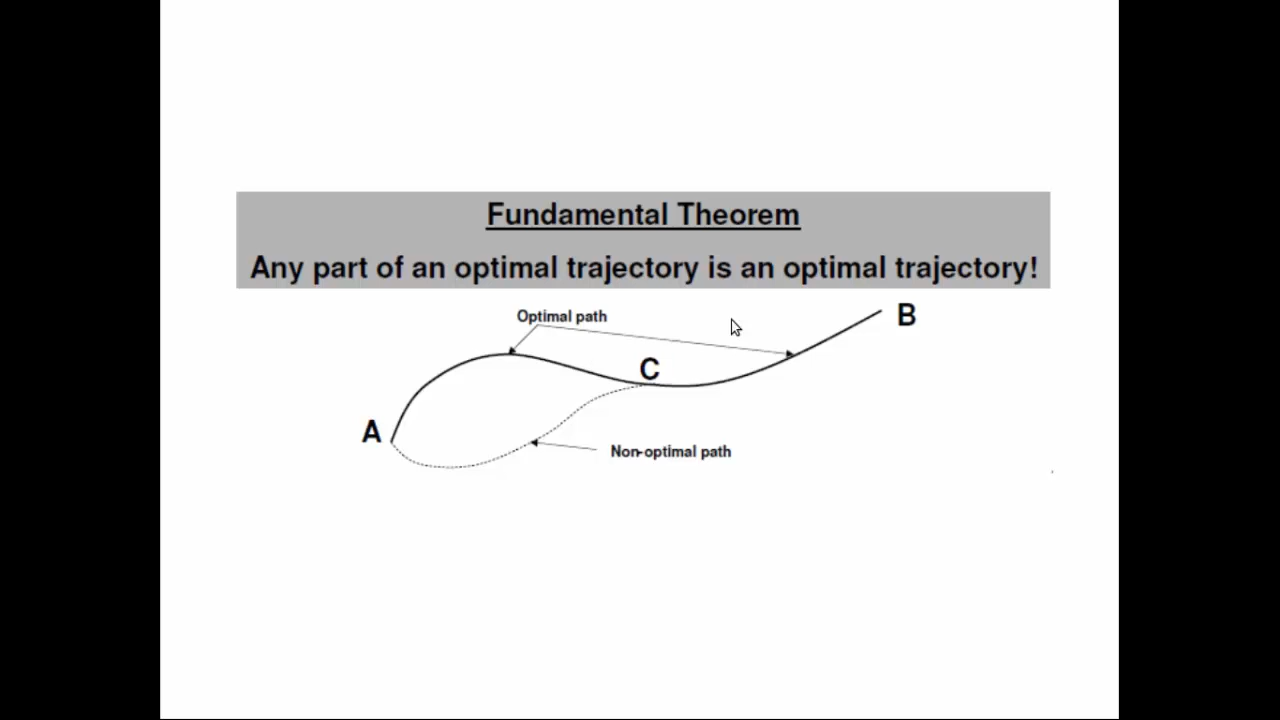 Fundamental Theorem
Any part of an optimal trajectory is an optimal trajectory!
Optimal path
B
C
A
Non-optimal path